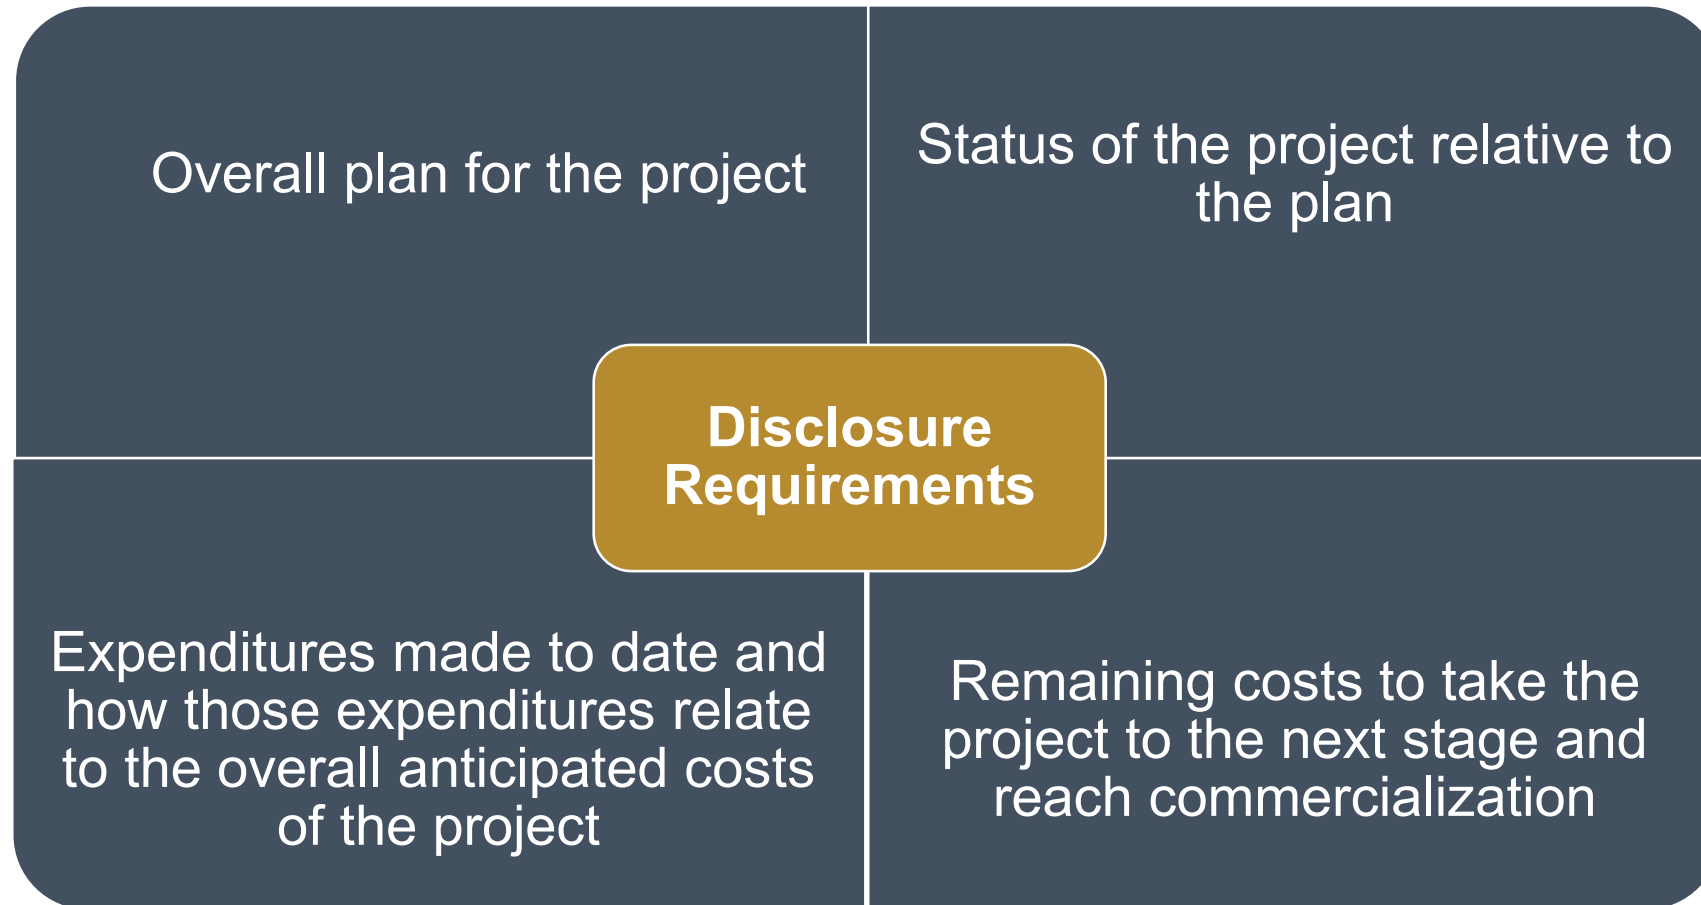 Overall plan for the project
Status of the project relative to
the plan
Disclosure
Requirements
Expenditures made to date and
how those expenditures relate
to the overall anticipated costs
of the project
Remaining costs to take the
project to the next stage and
reach commercialization